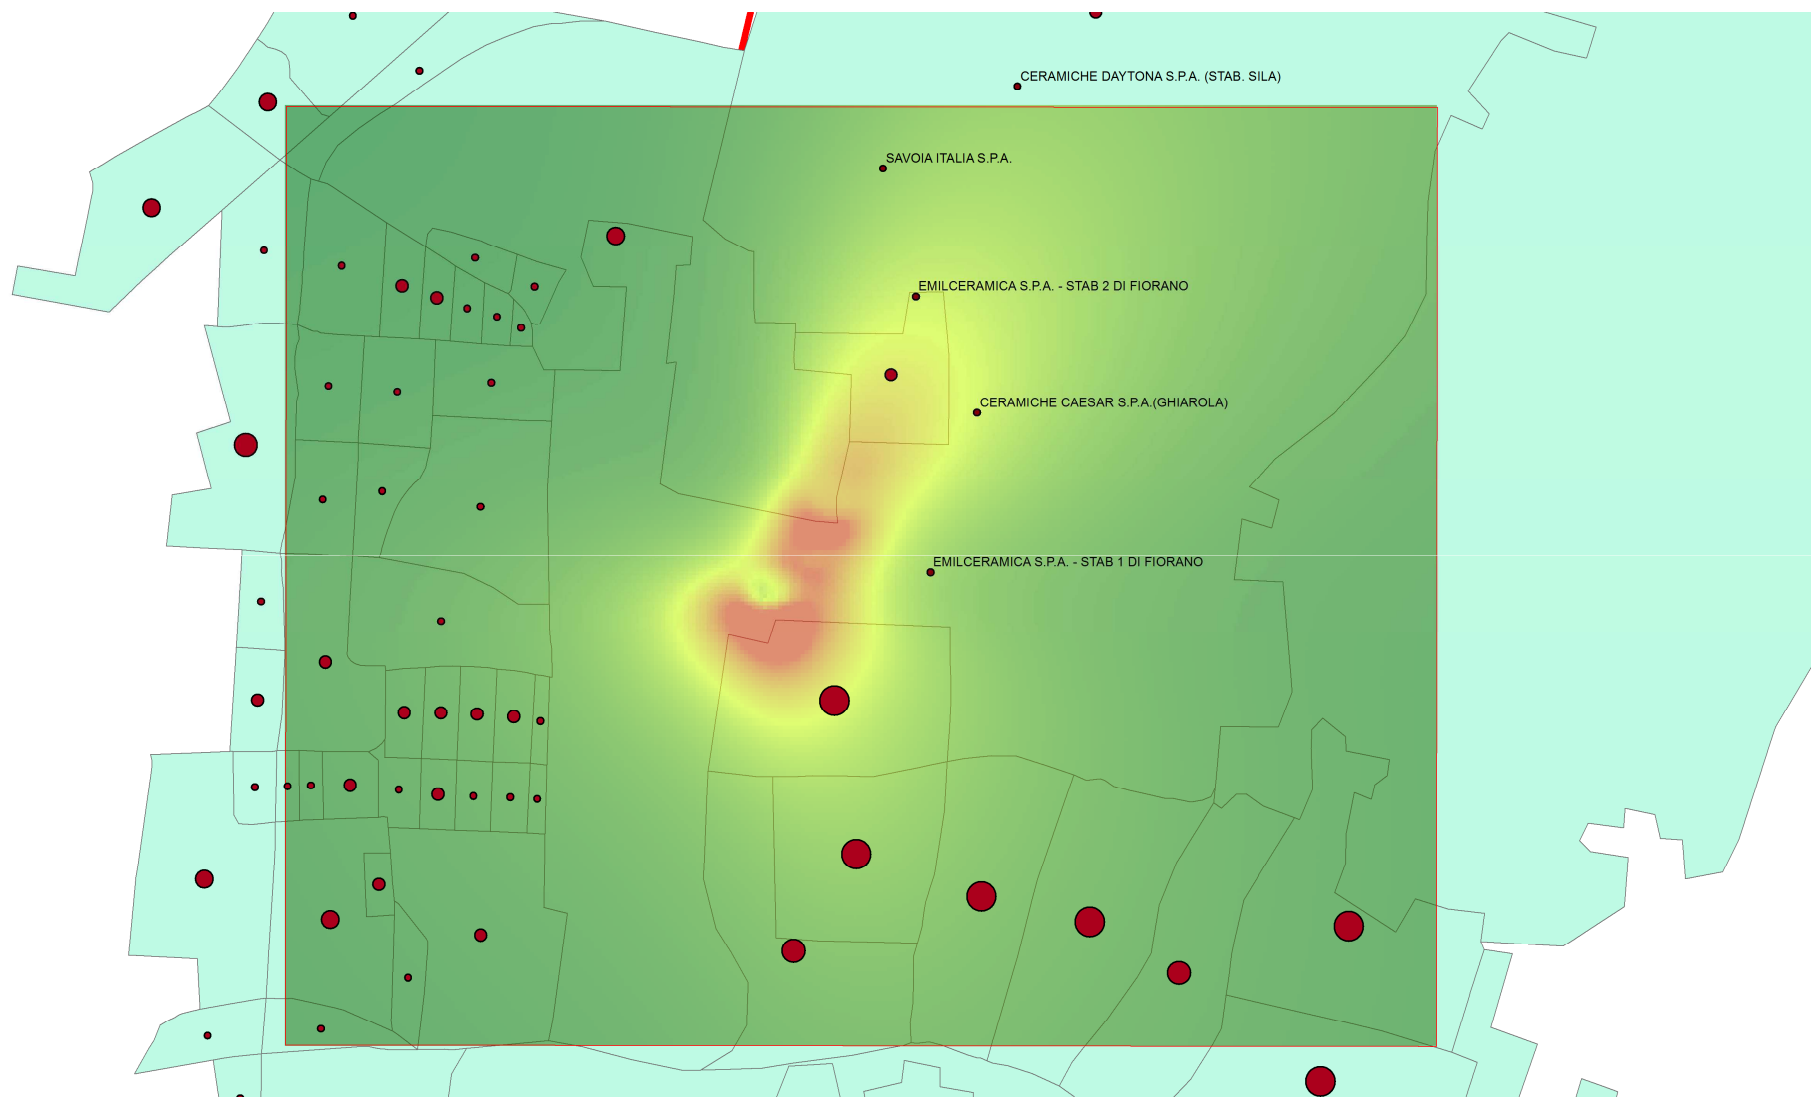 CERAMICHE DAYTONA S.P.A. (STAB. SILA)
SAVOIA ITALIA S.P.A.
EMILCERAMICA S.P.A. - STAB 2 DI FIORANO
CERAMICHE CAESAR S.P.A.(GHIAROLA)
EMILCERAMICA S.P.A. - STAB 1 DI FIORANO